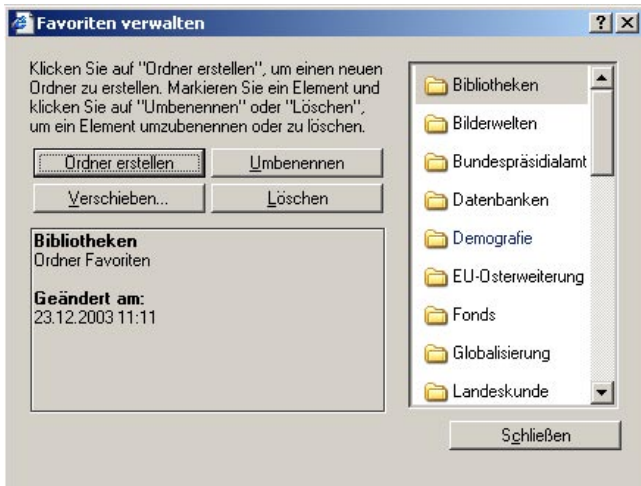 Favoriten verwalten
Klicken Sie auf "Ordner erstellen", um einen neuen
Ordner zu erstellen. Markieren Sie ein Element und
klicken Sie auf "Umbenennen" oder "Löschen",
um ein Element umzubenennen oder zu löschen.
Ordner erstellen
Umbenennen
Verschieben...
Löschen
Bibliotheken
Ordner Favoriten
Geändert am:
23.12.2003 11:11
Bibliotheken
Bilderwelten
Bundespräsidialamt
Datenbanken
Demografie
EU-Osterweiterung
Fonds
Globalisierung
Landeskunde
Schließen